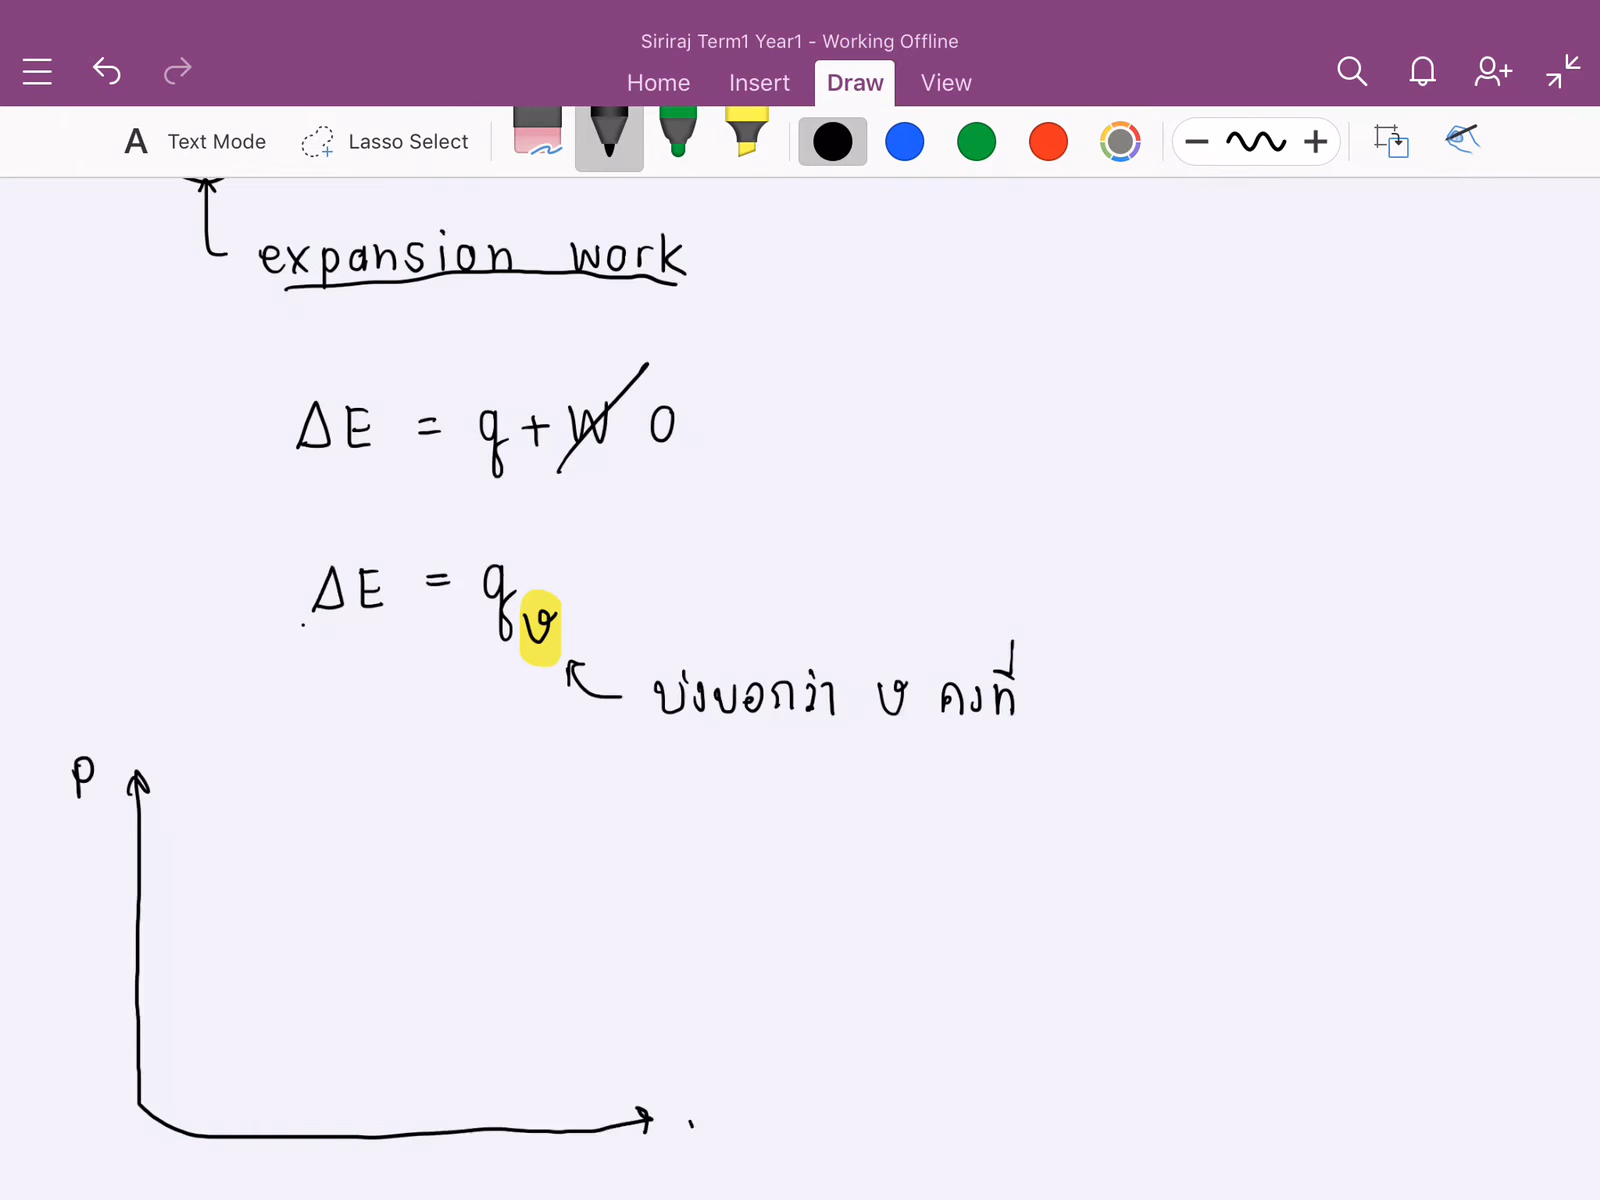 Siriraj Term1 Year1 - Working Offline
Home Insert Draw View
A Text Mode Lasso Select
expansion work
ΔE = q + W 0
ΔE = qv
บ่งบอกว่า v คงที่
P